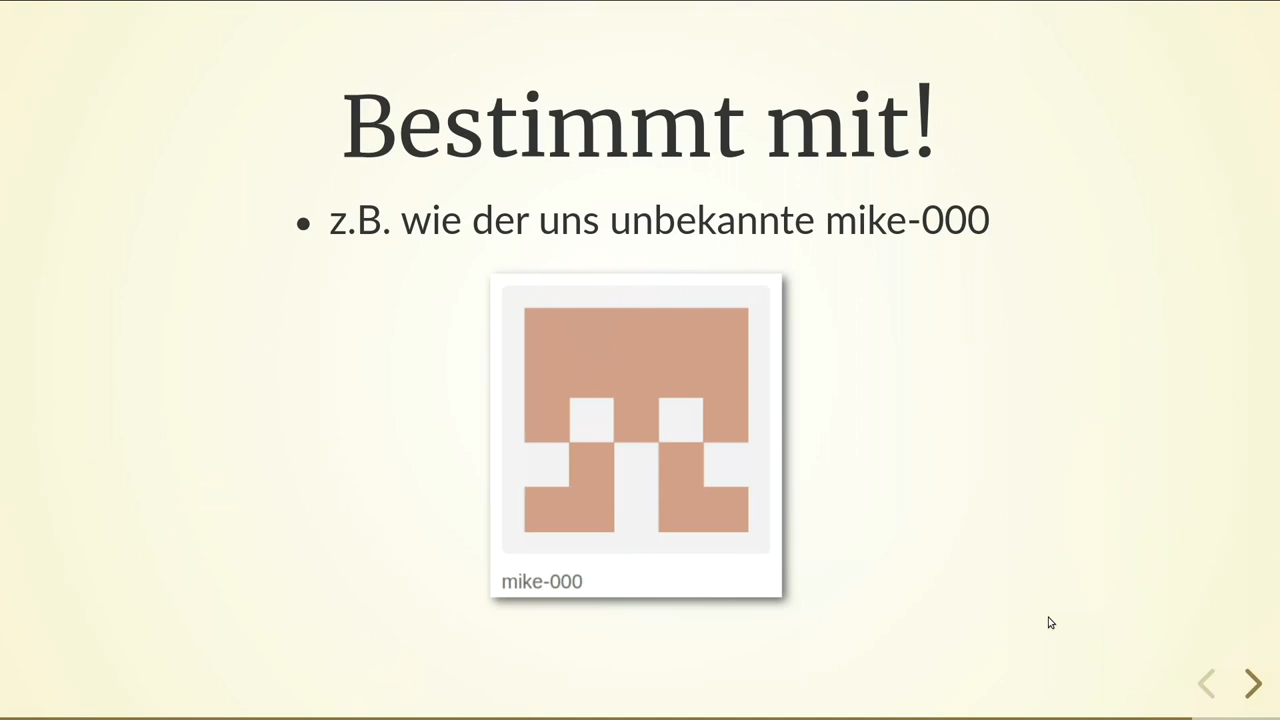 Bestimmt mit!
• z.B. wie der uns unbekannte mike-000
mike-000